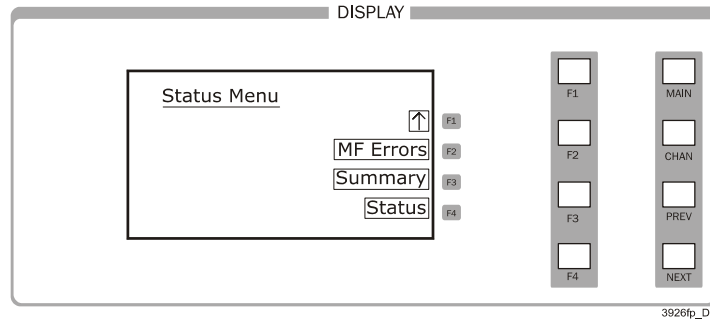 DISPLAY
Status Menu
↑ F1
MF Errors F2
Summary F3
Status F4
F1 MAIN
F2 CHAN
F3 PREV
F4 NEXT
3926fp_D